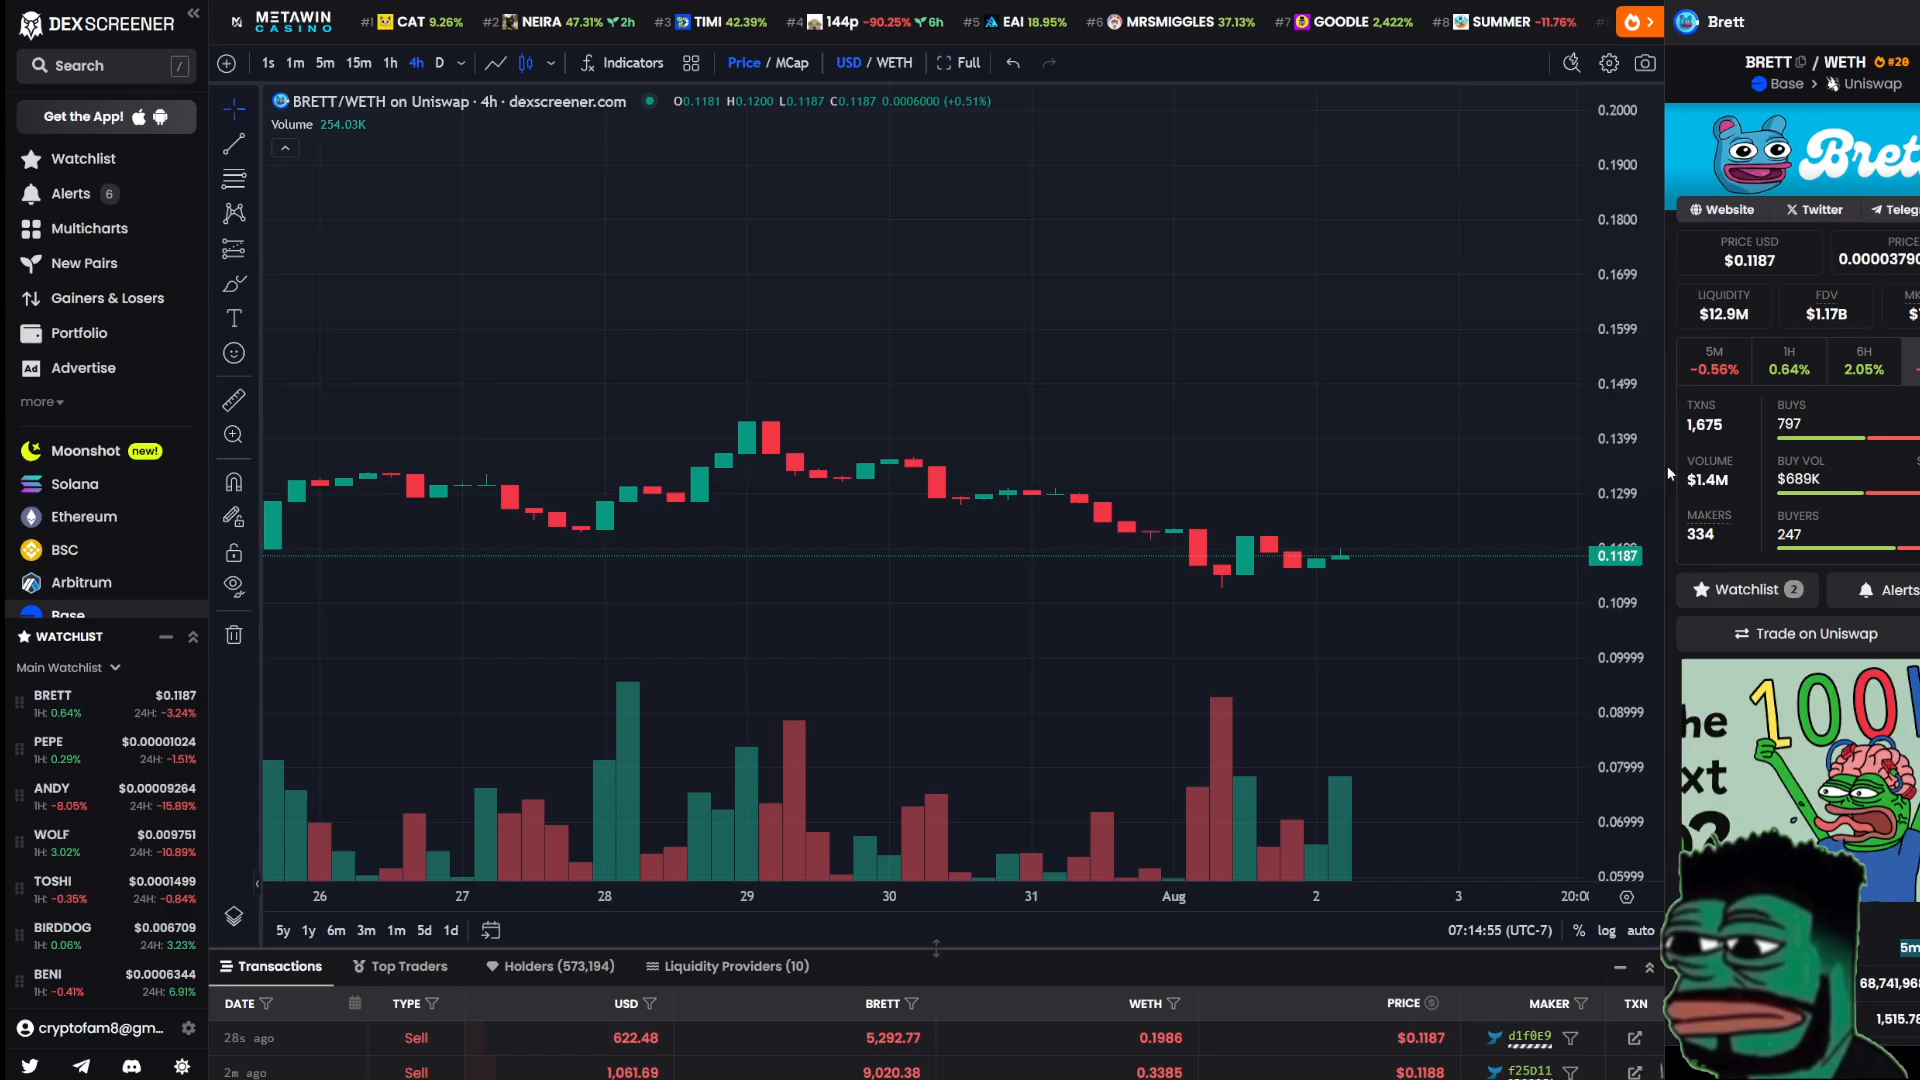 DEXSCREENER
Search /
Get the App!
Watchlist
Alerts 6
Multicharts
New Pairs
Gainers & Losers
Portfolio
Ad Advertise
more
Moonshot new!
Solana
Ethereum
BSC
Arbitrum
Base
WATCHLIST
Main Watchlist
BRETT $0.1187
1H: 0.64% 24H: -3.24%
PEPE $0.00001024
1H: 0.29% 24H: -1.51%
ANDY $0.00009264
1H: -8.05% 24H: -15.89%
WOLF $0.009751
1H: 3.02% 24H: -10.89%
TOSHI $0.0001499
1H: -0.35% 24H: -0.84%
BIRDDOG $0.006709
1H: 0.06% 24H: 3.23%
BENI $0.0006344
1H: -0.41% 24H: 6.91%
cryptofam8@gm...
METAWIN CASINO #1 CAT 9.26% #2 NEIRA 47.31% 2h #3 TIMI 42.39% #4 144p -90.25% 6h #5 EAI 18.95% #6 MRSMIGGLES 37.13% #7 GOODLE 2,422% #8 SUMMER -11.76%
1s 1m 5m 15m 1h 4h D Indicators Price / MCap USD / WETH Full
BRETT/WETH on Uniswap · 4h · dexscreener.com O0.1181 H0.1200 L0.1187 C0.1187 0.0006000 (+0.51%)
Volume 254.03K
0.2000
0.1900
0.1800
0.1699
0.1599
0.1499
0.1399
0.1299
0.1187
0.1099
0.09999
0.08999
0.07999
0.06999
0.05999
26 27 28 29 30 31 Aug 2 3 20:0
5y 1y 6m 3m 1m 5d 1d 07:14:55 (UTC-7) % log auto
Transactions Top Traders Holders (573,194) Liquidity Providers (10)
DATE TYPE USD BRETT WETH PRICE MAKER TXN
28s ago Sell 622.48 5,292.77 0.1986 $0.1187 d1f0E9
2m ago Sell 1,061.69 9,020.38 0.3385 $0.1188 f25D11
Brett
BRETT / WETH #20
Base > Uniswap
Brett
Website Twitter Telegr
PRICE USD PRICE
$0.1187 0.00003790
LIQUIDITY FDV MK
$12.9M $1.17B $
5M 1H 6H
-0.56% 0.64% 2.05% -
TXNS BUYS
1,675 797
VOLUME BUY VOL
$1.4M $689K
MAKERS BUYERS
334 247
Watchlist 2 Alerts
Trade on Uniswap
100
he
xt
?
5m
68,741,968
1,515.78